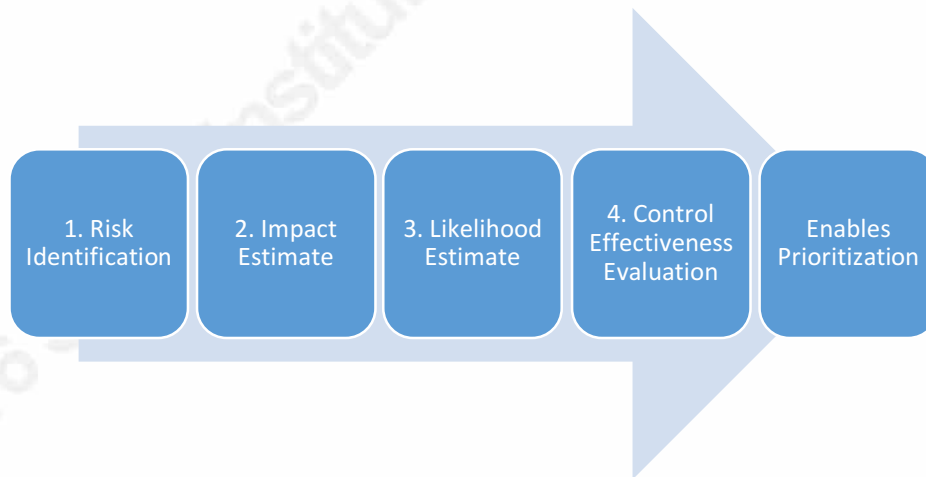 1. Risk
Identification
2. Impact
Estimate
3. Likelihood
Estimate
4. Control
Effectiveness
Evaluation
Enables
Prioritization